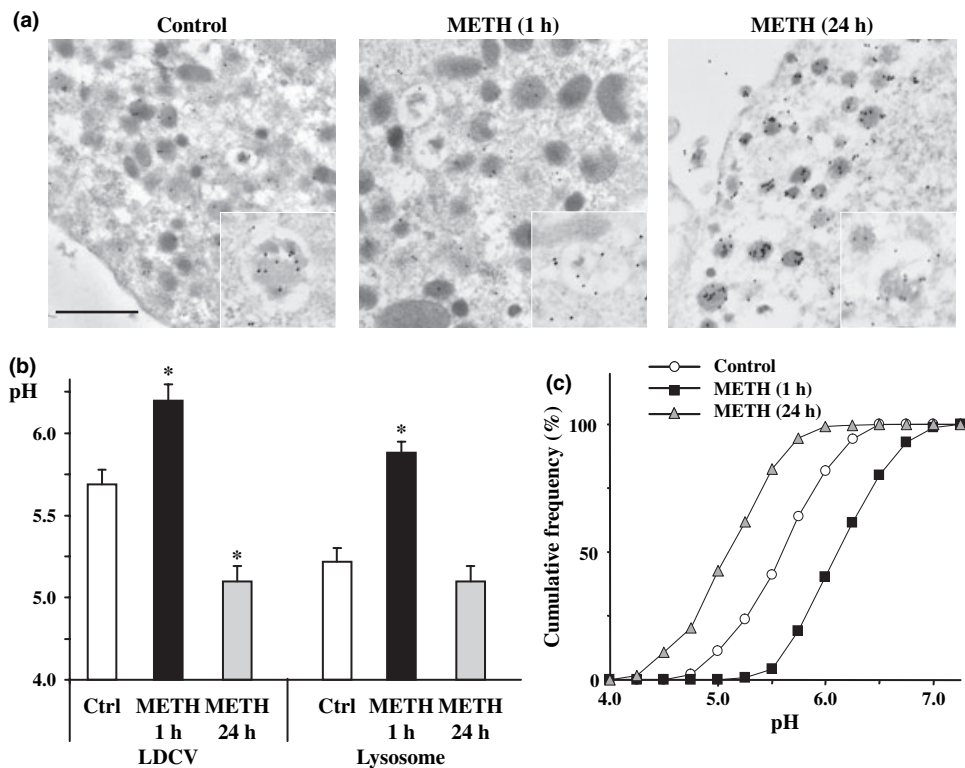 (a)
Control METH (1 h) METH (24 h)
(b)
pH
6.0
5.5
5.0
4.0
*
*
*
Ctrl METH METH Ctrl METH METH
1 h 24 h 1 h 24 h
LDCV Lysosome
(c)
Control
METH (1 h)
METH (24 h)
Cumulative frequency (%)
100
50
0
4.0 5.0 6.0 7.0
pH